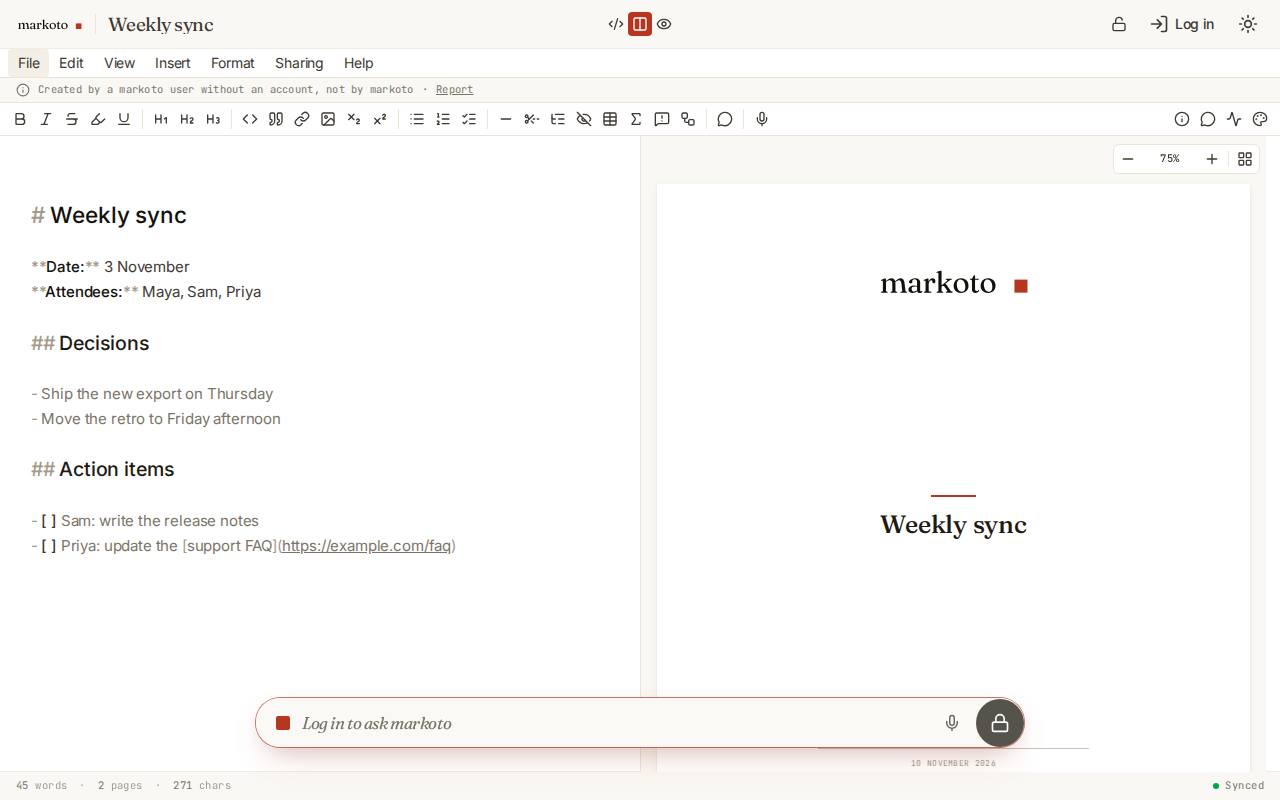 markoto
Weekly sync
Log in
File Edit View Insert Format Sharing Help
Created by a markoto user without an account, not by markoto · Report
H1 H2 H3
75%
# Weekly sync
**Date:** 3 November
**Attendees:** Maya, Sam, Priya
## Decisions
- Ship the new export on Thursday
- Move the retro to Friday afternoon
## Action items
- [ ] Sam: write the release notes
- [ ] Priya: update the [support FAQ](https://example.com/faq)
markoto
Weekly sync
10 NOVEMBER 2026
Log in to ask markoto
45 words · 2 pages · 271 chars
Synced